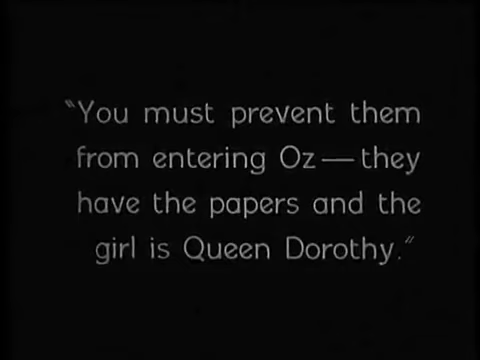 "You must prevent them
from entering Oz — they
have the papers and the
girl is Queen Dorothy."